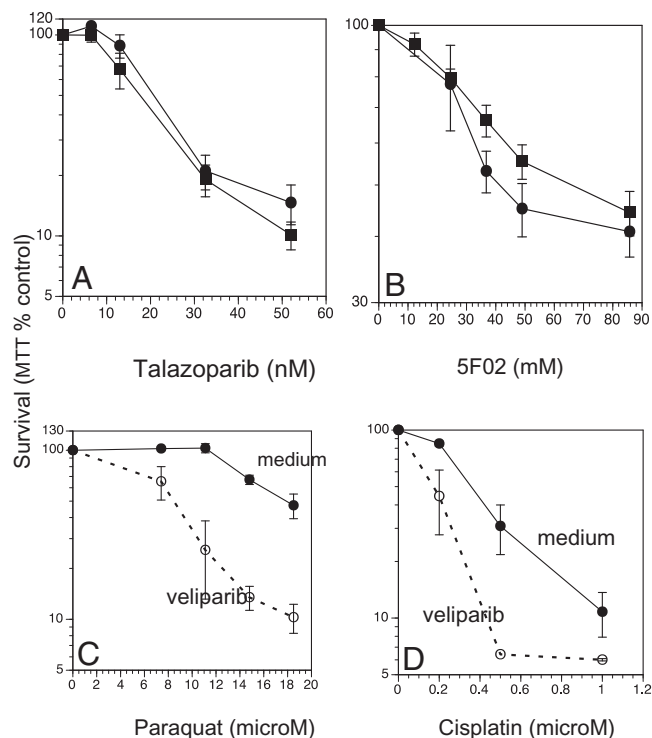 Survival (MTT % control)
120
100
10
5
A
0 10 20 30 40 50 60
Talazoparib (nM)
100
30
B
0 10 20 30 40 50 60 70 80 90
5F02 (mM)
130
100
10
5
medium
veliparib
C
0 2 4 6 8 10 12 14 16 18 20
Paraquat (microM)
100
10
5
medium
veliparib
D
0 0.2 0.4 0.6 0.8 1 1.2
Cisplatin (microM)